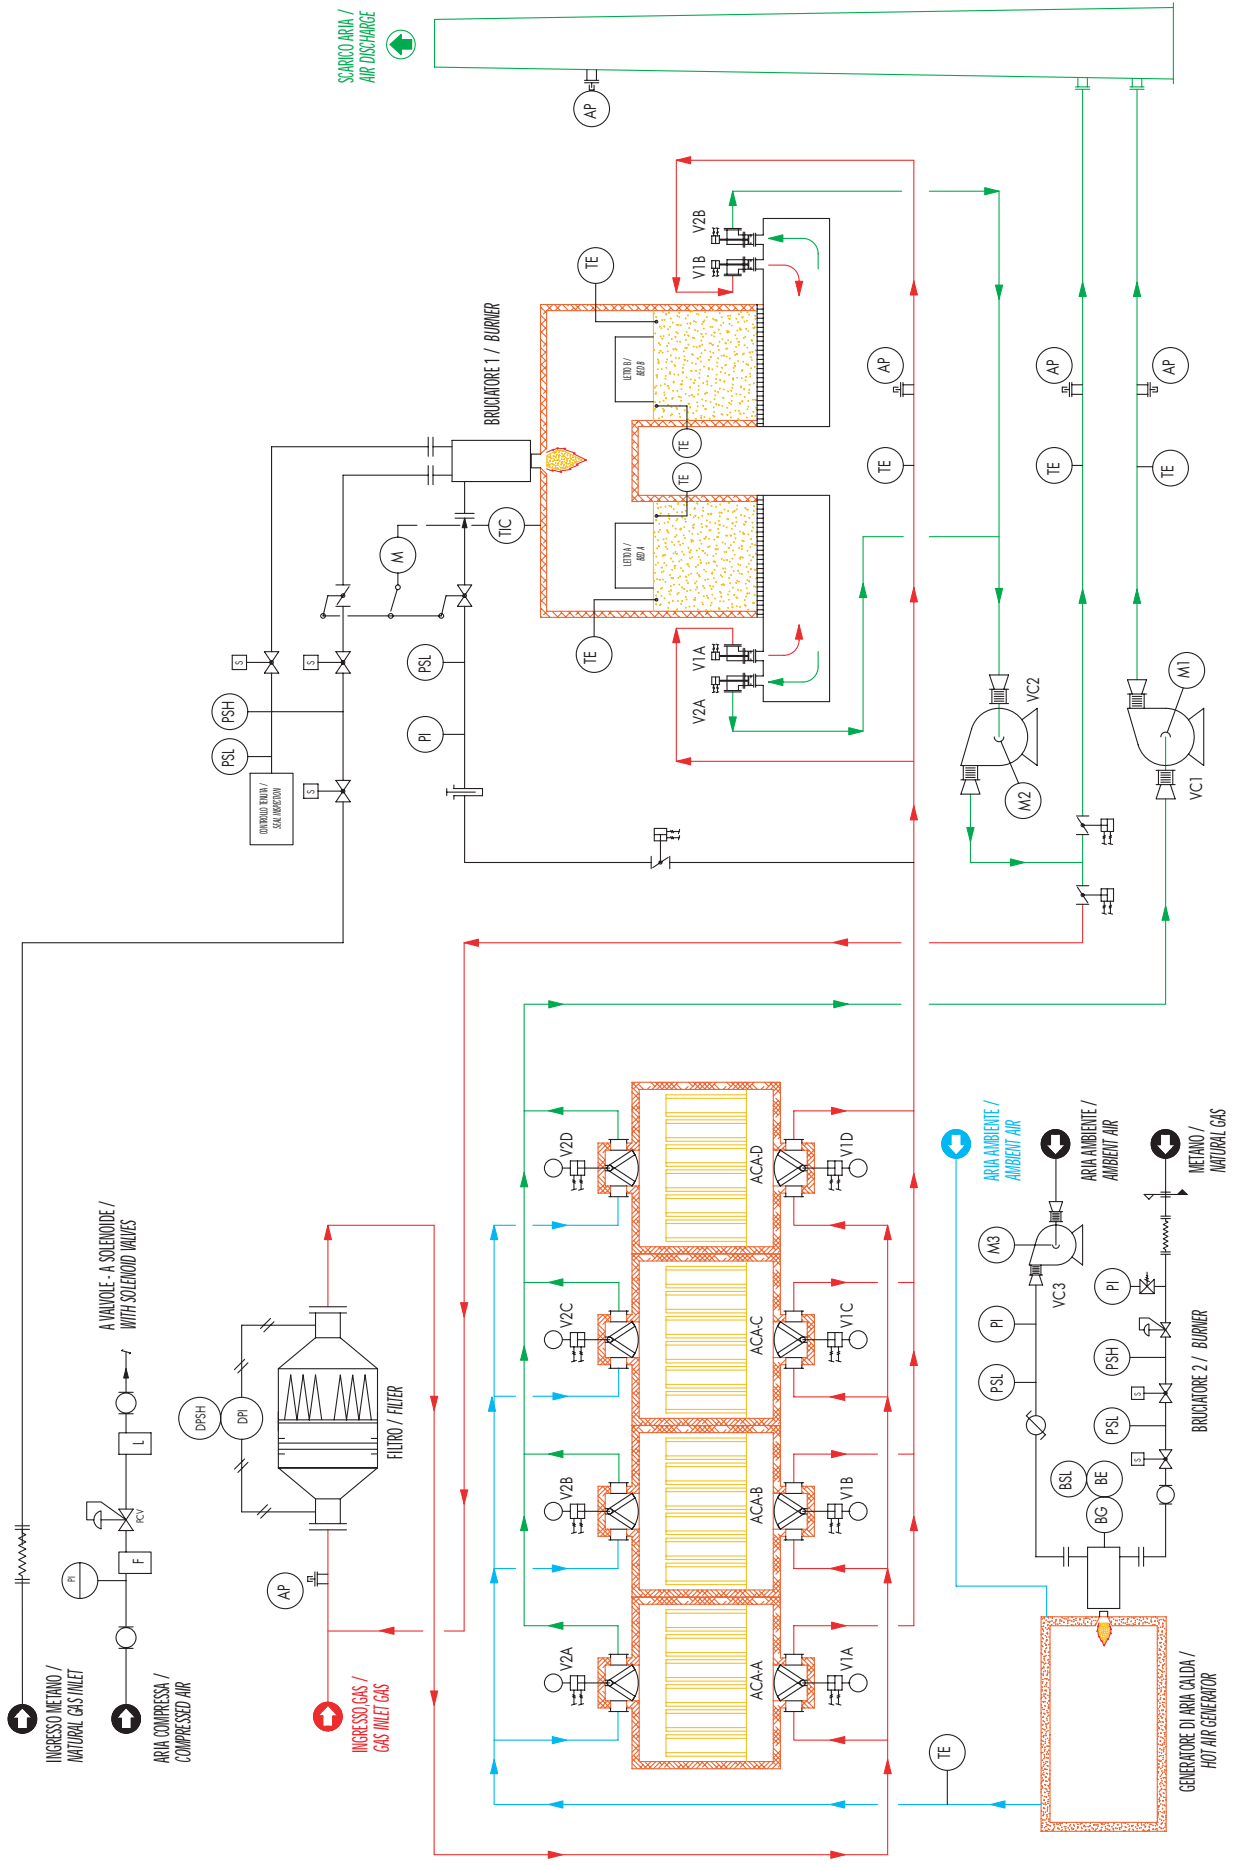 INGRESSO METANO /
NATURAL GAS INLET
ARIA COMPRESSA /
COMPRESSED AIR
PI
F
PCV
L
A VALVOLE - A SOLENOIDE /
WITH SOLENOID VALVES
INGRESSO GAS /
GAS INLET GAS
AP
DPSH
DPI
FILTRO / FILTER
CONTROLLO TENUTA /
SEAL INSPECTION
PSL
PSH
S
S
S
PI
PSL
M
TIC
BRUCIATORE 1 / BURNER
SCARICO ARIA /
AIR DISCHARGE
AP
TE
TE
LETTO A /
BED A
TE
TE
LETTO B /
BED B
V2A
V1A
V1B
V2B
V2A
V2B
V2C
V2D
ACA-A
ACA-B
ACA-C
ACA-D
V1A
V1B
V1C
V1D
TE
AP
TE
AP
TE
AP
M2
VC2
VC1
M1
TE
GENERATORE DI ARIA CALDA /
HOT AIR GENERATOR
BG
BE
BSL
PSL
PI
M3
VC3
ARIA AMBIENTE /
AMBIENT AIR
ARIA AMBIENTE /
AMBIENT AIR
S
PSL
S
PSH
PI
METANO /
NATURAL GAS
BRUCIATORE 2 / BURNER